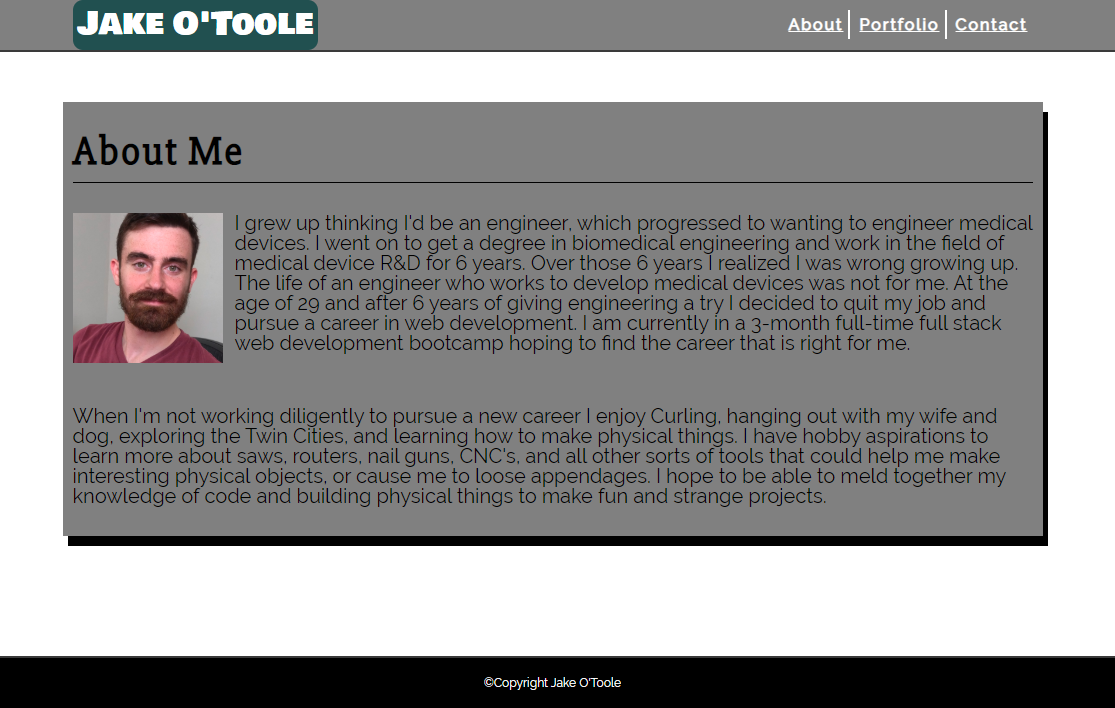 Jake O'Toole
About
Portfolio
Contact
About Me
I grew up thinking I'd be an engineer, which progressed to wanting to engineer medical
devices. I went on to get a degree in biomedical engineering and work in the field of
medical device R&D for 6 years. Over those 6 years I realized I was wrong growing up.
The life of an engineer who works to develop medical devices was not for me. At the
age of 29 and after 6 years of giving engineering a try I decided to quit my job and
pursue a career in web development. I am currently in a 3-month full-time full stack
web development bootcamp hoping to find the career that is right for me.
When I'm not working diligently to pursue a new career I enjoy Curling, hanging out with my wife and
dog, exploring the Twin Cities, and learning how to make physical things. I have hobby aspirations to
learn more about saws, routers, nail guns, CNC's, and all other sorts of tools that could help me make
interesting physical objects, or cause me to loose appendages. I hope to be able to meld together my
knowledge of code and building physical things to make fun and strange projects.
©Copyright Jake O'Toole